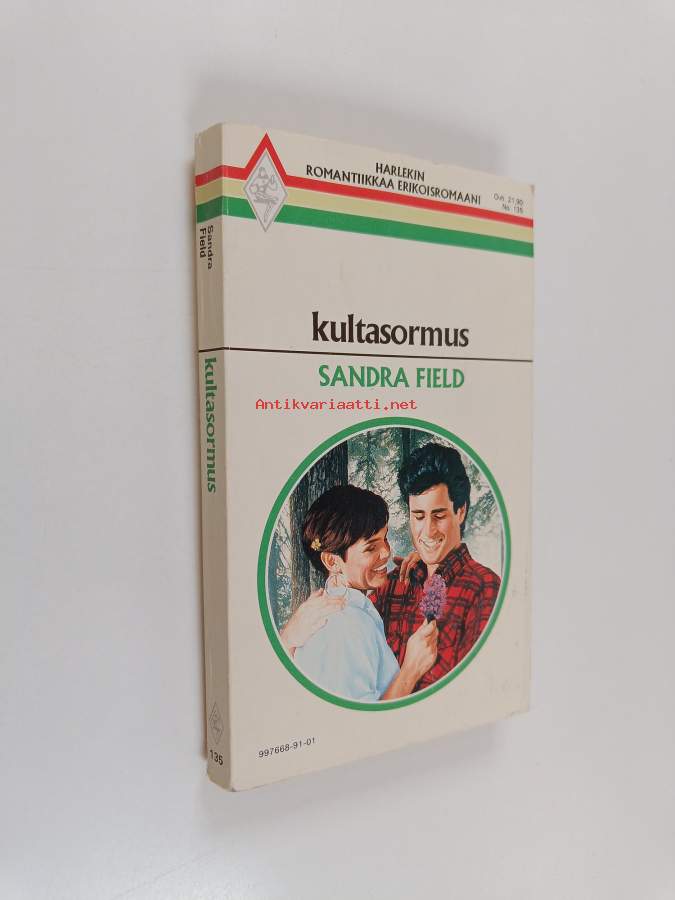 HARLEKIN
ROMANTIIKKAA ERIKOISROMAANI
Ovh. 21,90
No. 135
kultasormus
SANDRA FIELD
Antikvariaatti.net
997668-91-01
Sandra
Field
kultasormus
135